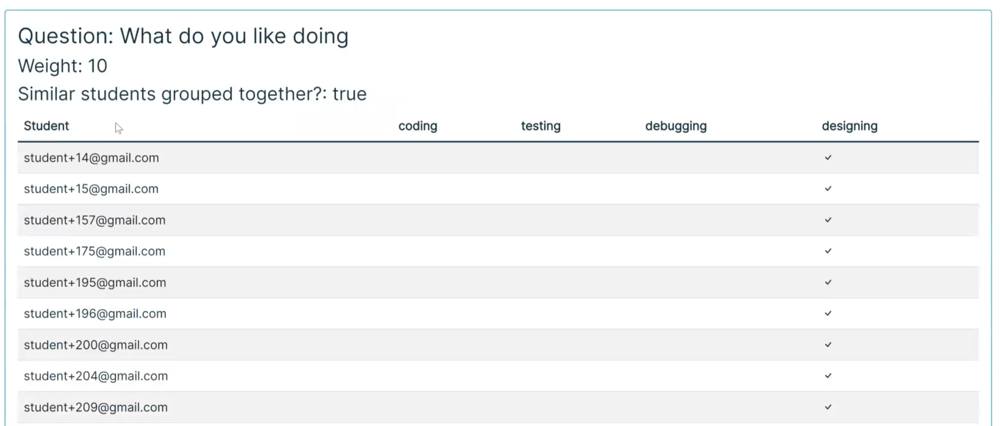 Question: What do you like doing
Weight: 10
Similar students grouped together?: true
Student coding testing debugging designing
student+14@gmail.com ✓
student+15@gmail.com ✓
student+157@gmail.com ✓
student+175@gmail.com ✓
student+195@gmail.com ✓
student+196@gmail.com ✓
student+200@gmail.com ✓
student+204@gmail.com ✓
student+209@gmail.com ✓